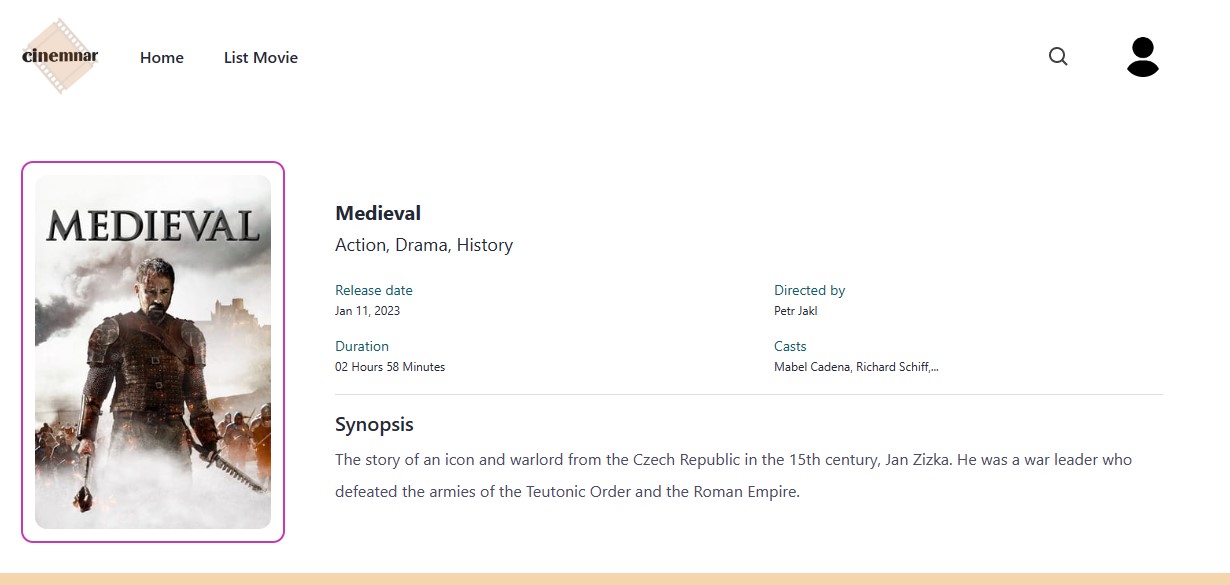 cinemnar
Home
List Movie
MEDIEVAL
Medieval
Action, Drama, History
Release date
Jan 11, 2023
Directed by
Petr Jakl
Duration
02 Hours 58 Minutes
Casts
Mabel Cadena, Richard Schiff,...
Synopsis
The story of an icon and warlord from the Czech Republic in the 15th century, Jan Zizka. He was a war leader who
defeated the armies of the Teutonic Order and the Roman Empire.